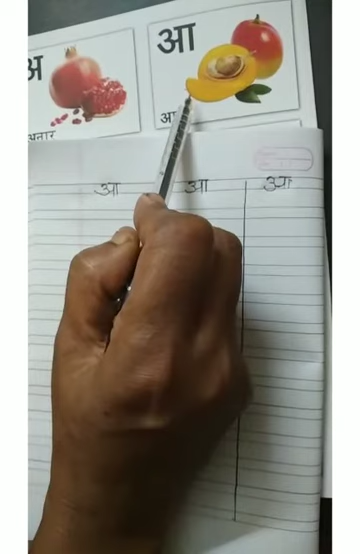 अ आ
अनार
आ आ आ